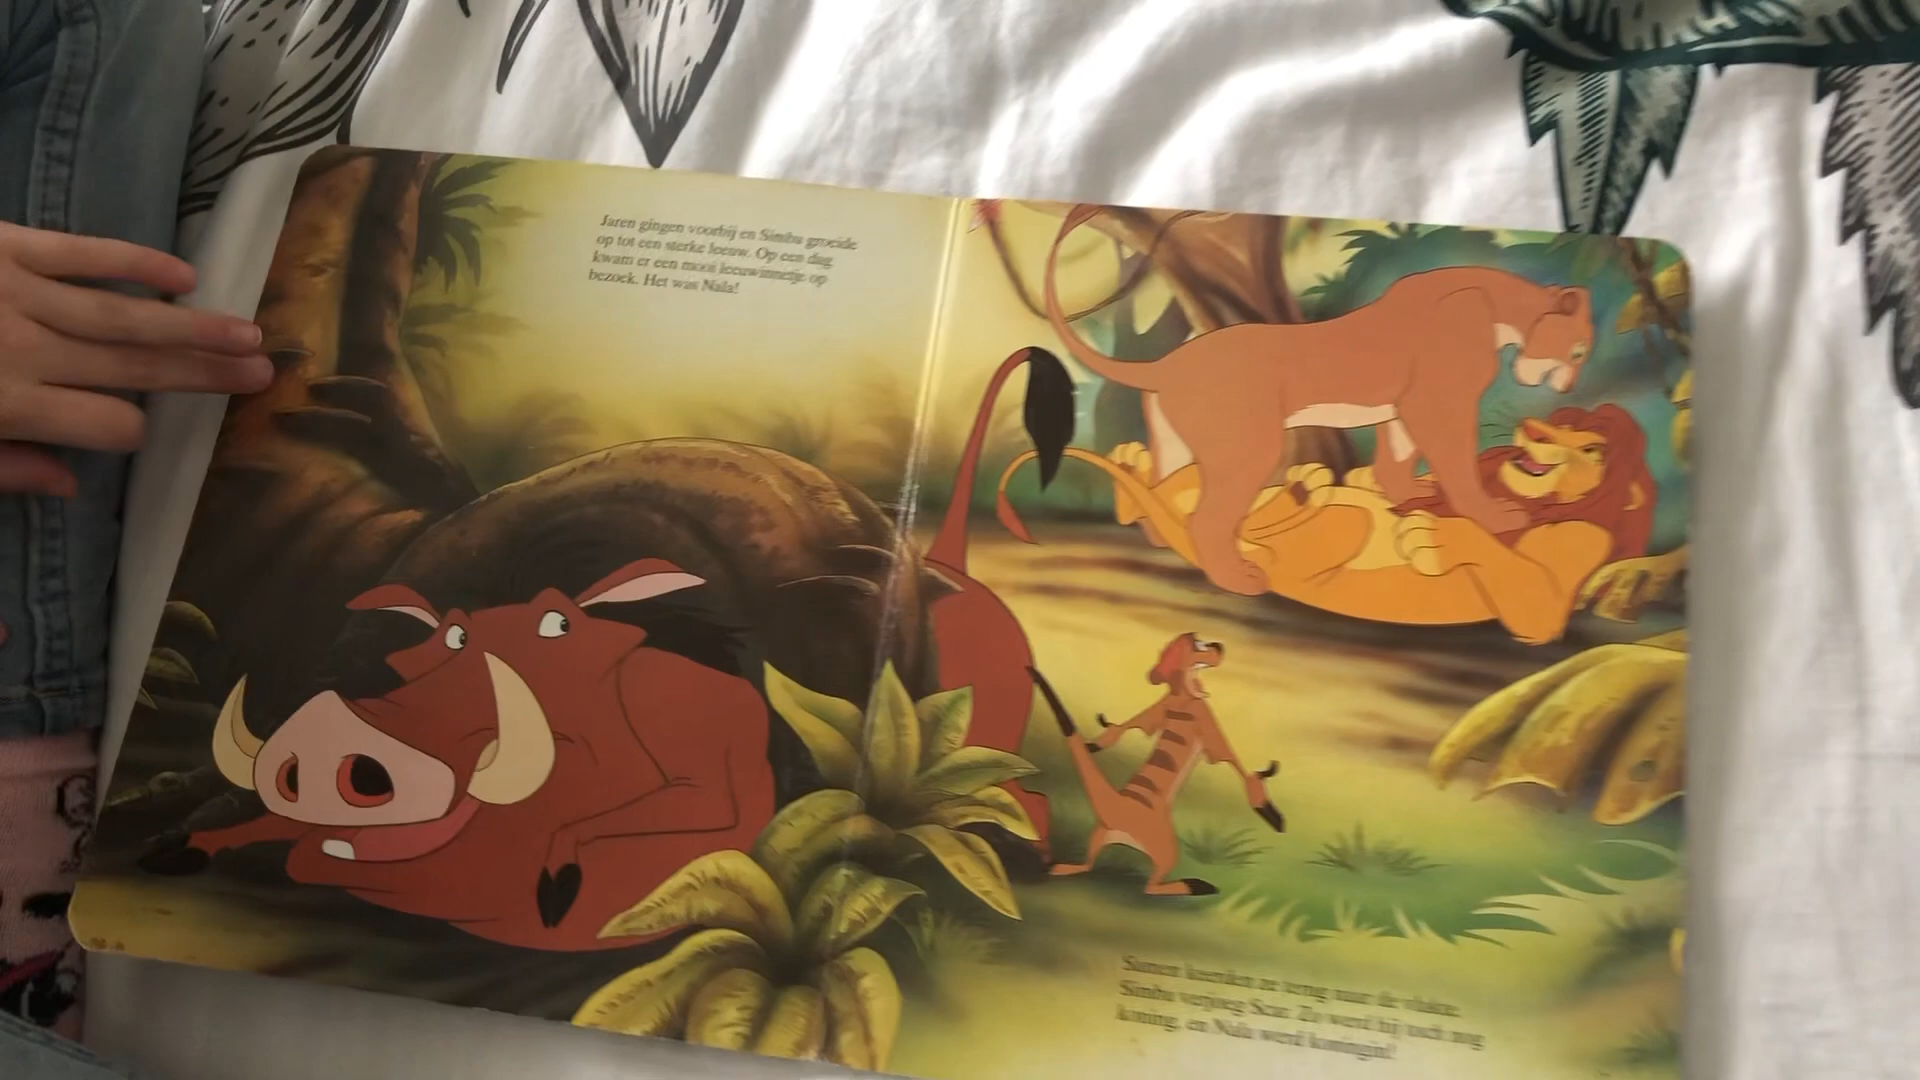 Jaren gingen voorbij en Simba groeide
op tot een sterke leeuw. Op een dag
kwam er een mooi leeuwinnetje op
bezoek. Het was Nala!
Samen keerden ze terug naar de vlakte.
Simba verjoeg Scar. Zo werd hij toch nog
koning, en Nala werd koningin!